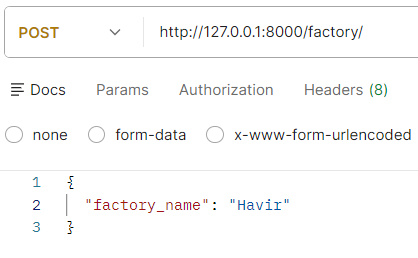 POST http://127.0.0.1:8000/factory/
Docs Params Authorization Headers (8)
none form-data x-www-form-urlencoded
1 {
2 "factory_name": "Havir"
3 }